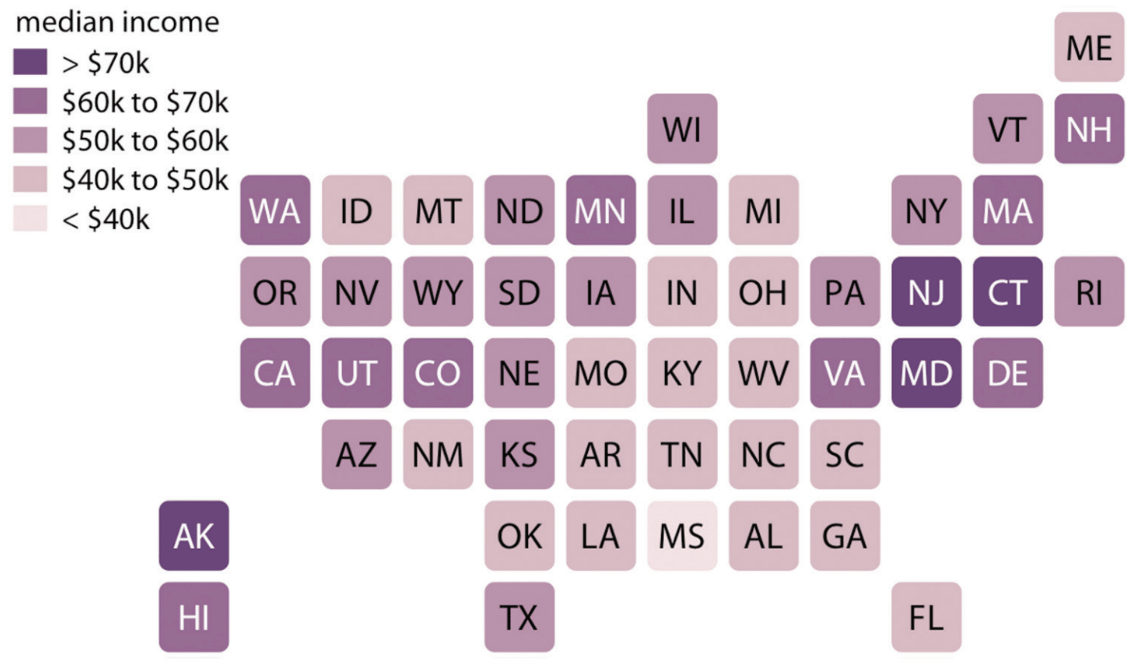 median income
> $70k
$60k to $70k
$50k to $60k
$40k to $50k
< $40k
ME
WI VT NH
WA ID MT ND MN IL MI NY MA
OR NV WY SD IA IN OH PA NJ CT RI
CA UT CO NE MO KY WV VA MD DE
AZ NM KS AR TN NC SC
AK OK LA MS AL GA
HI TX FL